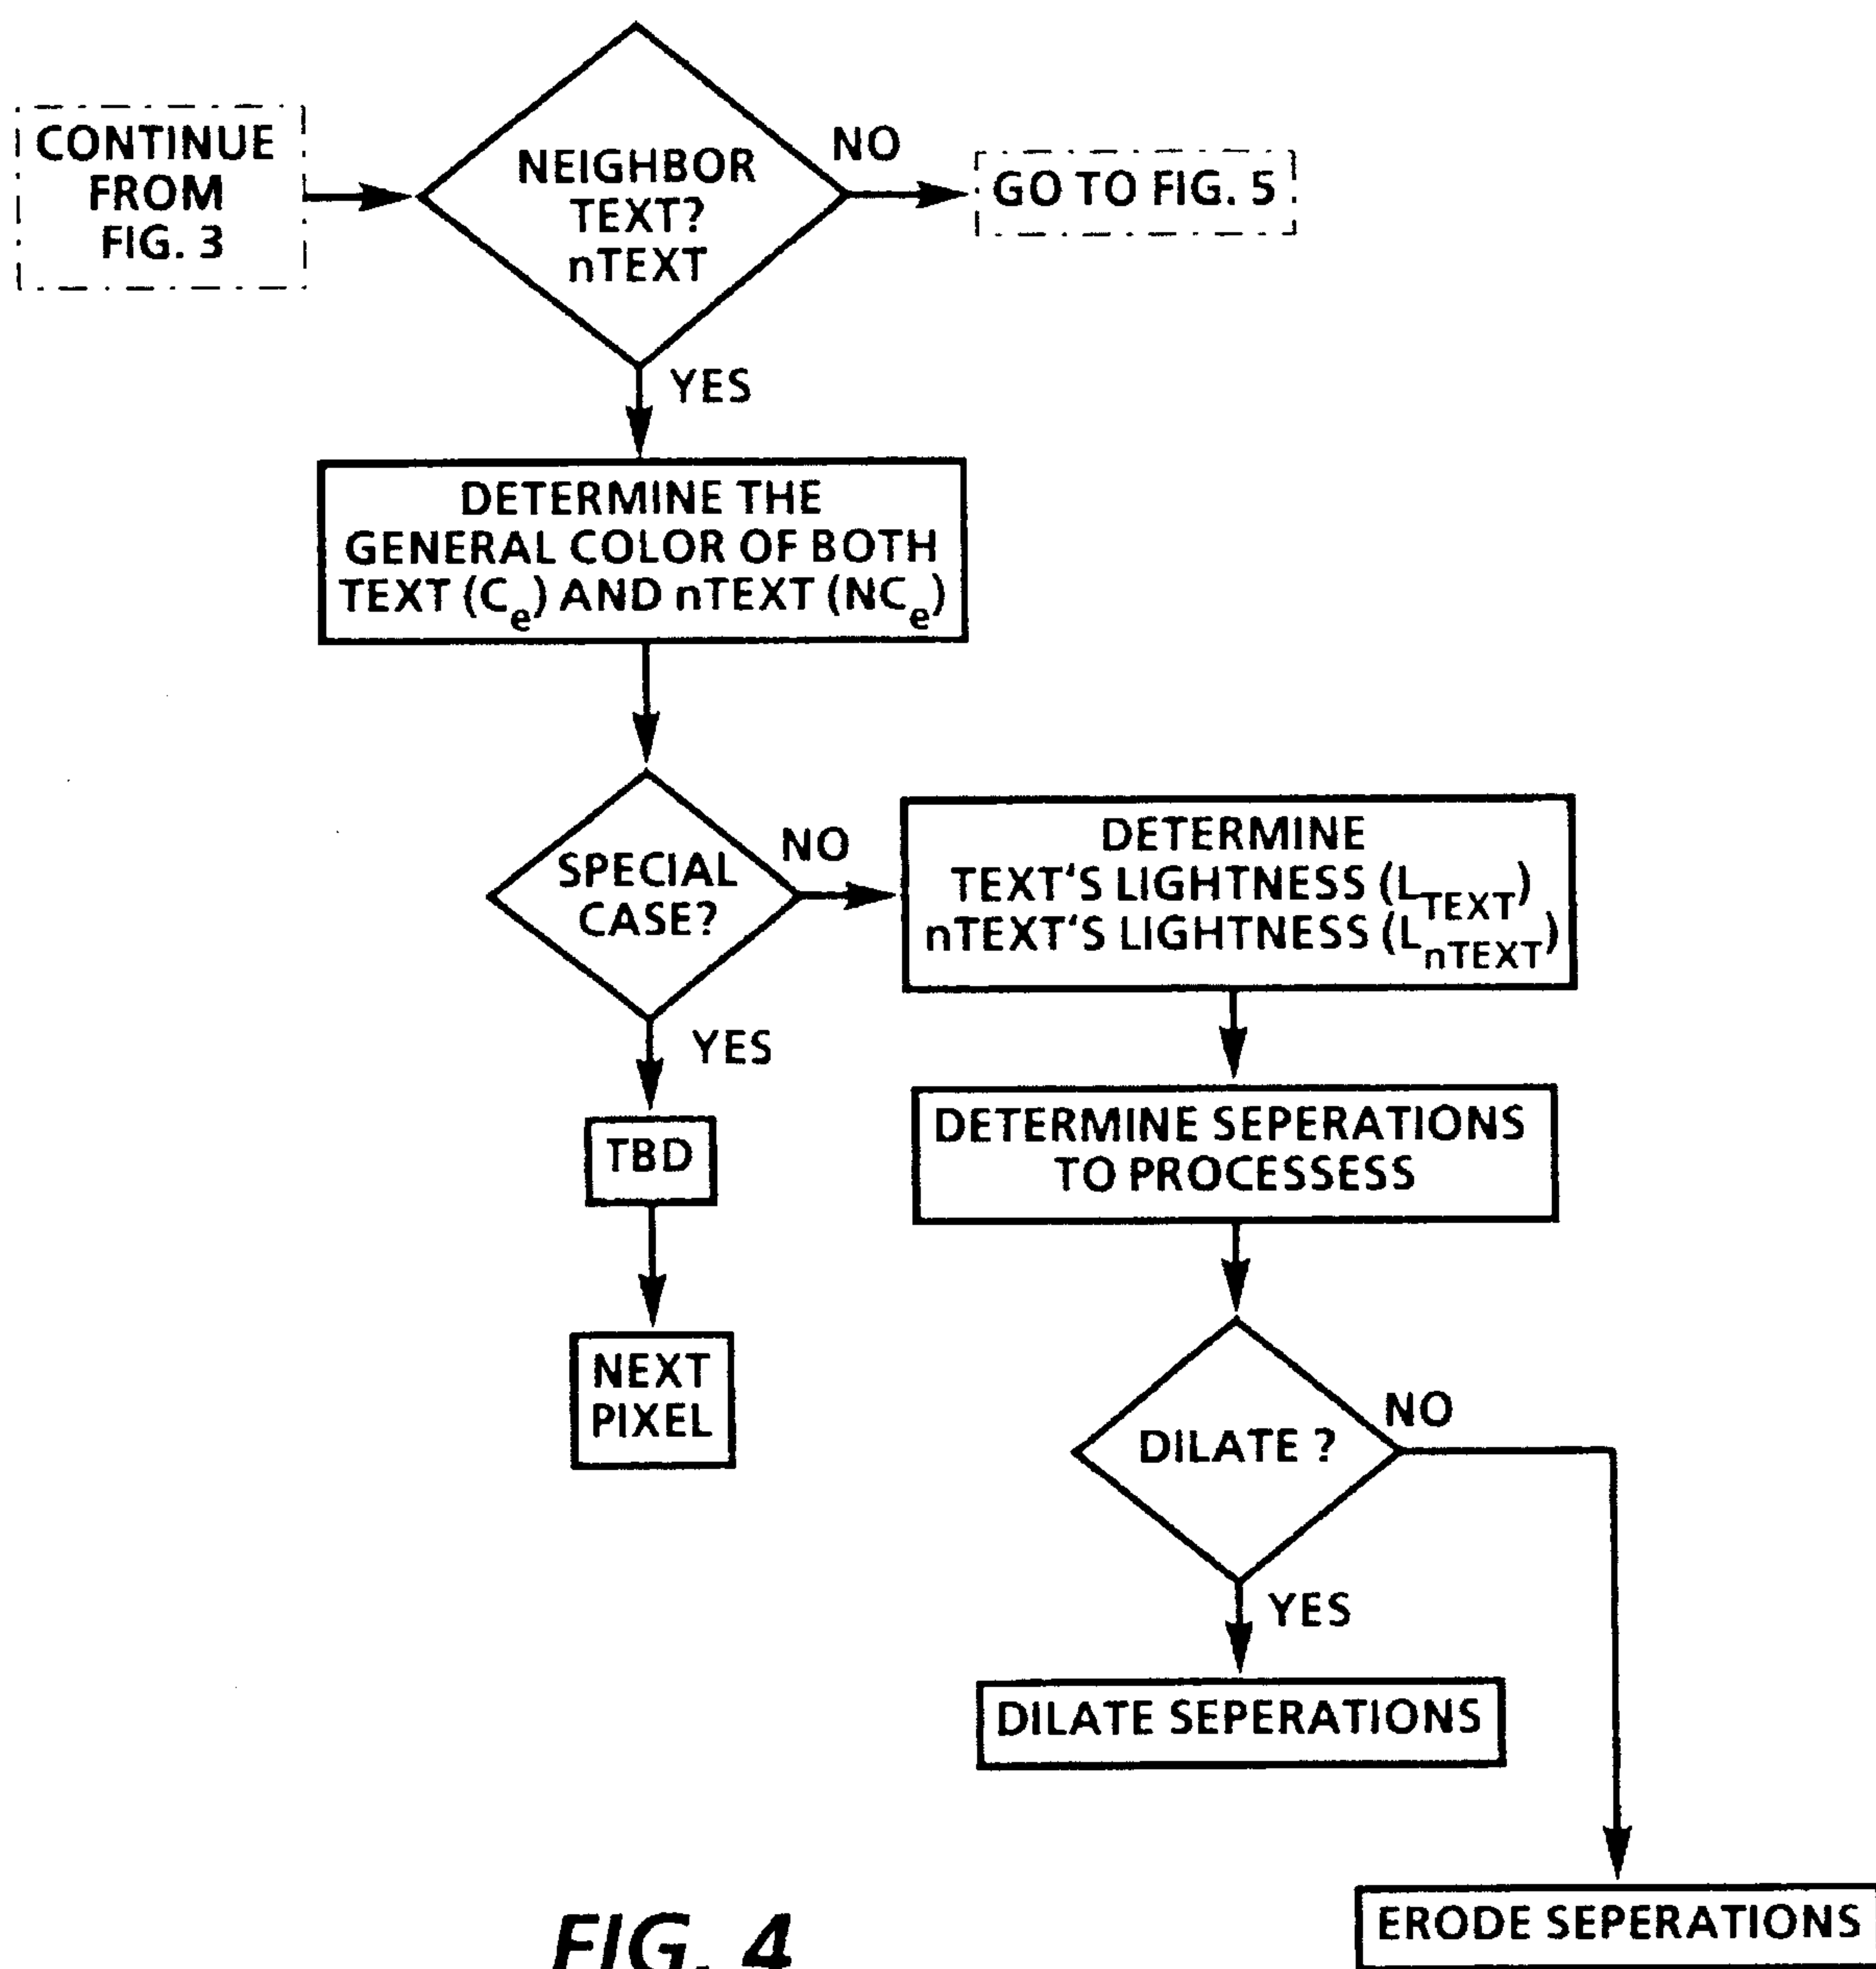 CONTINUE
FROM
FIG. 3
NEIGHBOR
TEXT?
nTEXT
NO
GO TO FIG. 5
YES
DETERMINE THE
GENERAL COLOR OF BOTH
TEXT (Ce) AND nTEXT (NCe)
SPECIAL
CASE?
NO
DETERMINE
TEXT'S LIGHTNESS (LTEXT)
nTEXT'S LIGHTNESS (LnTEXT)
YES
TBD
NEXT
PIXEL
DETERMINE SEPERATIONS
TO PROCESSESS
DILATE ?
NO
YES
DILATE SEPERATIONS
ERODE SEPERATIONS
FIG. 4